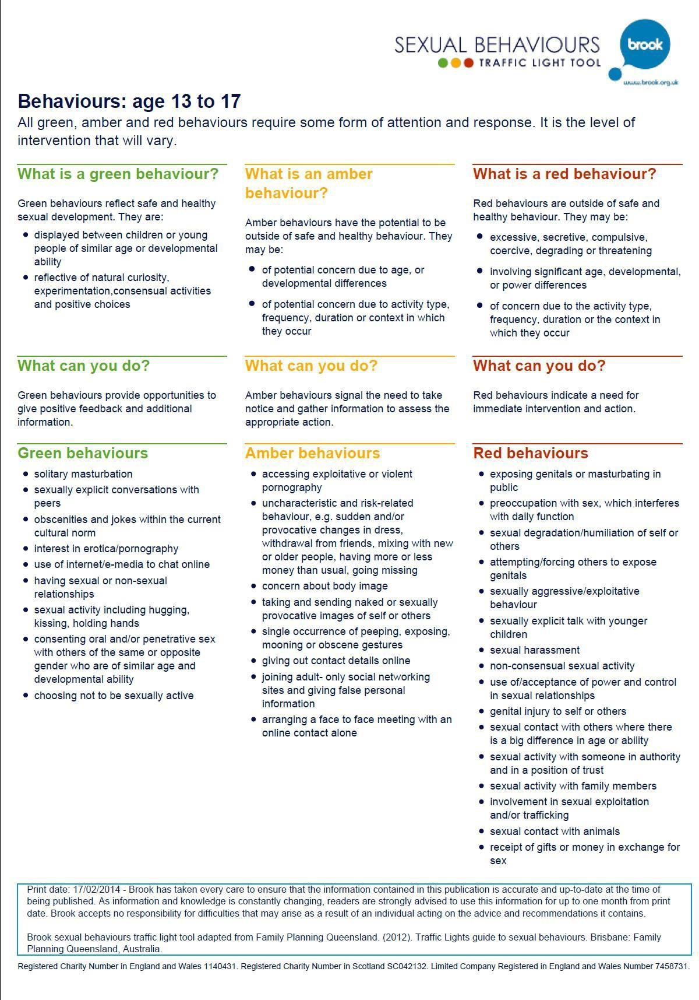 SEXUAL BEHAVIOURS
TRAFFIC LIGHT TOOL
brook
www.brook.org.uk
Behaviours: age 13 to 17
All green, amber and red behaviours require some form of attention and response. It is the level of
intervention that will vary.
What is a green behaviour?
Green behaviours reflect safe and healthy
sexual development. They are:
• displayed between children or young
people of similar age or developmental
ability
• reflective of natural curiosity,
experimentation,consensual activities
and positive choices
What is an amber
behaviour?
Amber behaviours have the potential to be
outside of safe and healthy behaviour. They
may be:
• of potential concern due to age, or
developmental differences
• of potential concern due to activity type,
frequency, duration or context in which
they occur
What is a red behaviour?
Red behaviours are outside of safe and
healthy behaviour. They may be:
• excessive, secretive, compulsive,
coercive, degrading or threatening
• involving significant age, developmental,
or power differences
• of concern due to the activity type,
frequency, duration or the context in
which they occur
What can you do?
Green behaviours provide opportunities to
give positive feedback and additional
information.
What can you do?
Amber behaviours signal the need to take
notice and gather information to assess the
appropriate action.
What can you do?
Red behaviours indicate a need for
immediate intervention and action.
Green behaviours
• solitary masturbation
• sexually explicit conversations with
peers
• obscenities and jokes within the current
cultural norm
• interest in erotica/pornography
• use of internet/e-media to chat online
• having sexual or non-sexual
relationships
• sexual activity including hugging,
kissing, holding hands
• consenting oral and/or penetrative sex
with others of the same or opposite
gender who are of similar age and
developmental ability
• choosing not to be sexually active
Amber behaviours
• accessing exploitative or violent
pornography
• uncharacteristic and risk-related
behaviour, e.g. sudden and/or
provocative changes in dress,
withdrawal from friends, mixing with new
or older people, having more or less
money than usual, going missing
• concern about body image
• taking and sending naked or sexually
provocative images of self or others
• single occurrence of peeping, exposing,
mooning or obscene gestures
• giving out contact details online
• joining adult- only social networking
sites and giving false personal
information
• arranging a face to face meeting with an
online contact alone
Red behaviours
• exposing genitals or masturbating in
public
• preoccupation with sex, which interferes
with daily function
• sexual degradation/humiliation of self or
others
• attempting/forcing others to expose
genitals
• sexually aggressive/exploitative
behaviour
• sexually explicit talk with younger
children
• sexual harassment
• non-consensual sexual activity
• use of/acceptance of power and control
in sexual relationships
• genital injury to self or others
• sexual contact with others where there
is a big difference in age or ability
• sexual activity with someone in authority
and in a position of trust
• sexual activity with family members
• involvement in sexual exploitation
and/or trafficking
• sexual contact with animals
• receipt of gifts or money in exchange for
sex
Print date: 17/02/2014 - Brook has taken every care to ensure that the information contained in this publication is accurate and up-to-date at the time of
being published. As information and knowledge is constantly changing, readers are strongly advised to use this information for up to one month from print
date. Brook accepts no responsibility for difficulties that may arise as a result of an individual acting on the advice and recommendations it contains.
Brook sexual behaviours traffic light tool adapted from Family Planning Queensland. (2012). Traffic Lights guide to sexual behaviours. Brisbane: Family
Planning Queensland, Australia.
Registered Charity Number in England and Wales 1140431. Registered Charity Number in Scotland SC042132. Limited Company Registered in England and Wales Number 7458731.